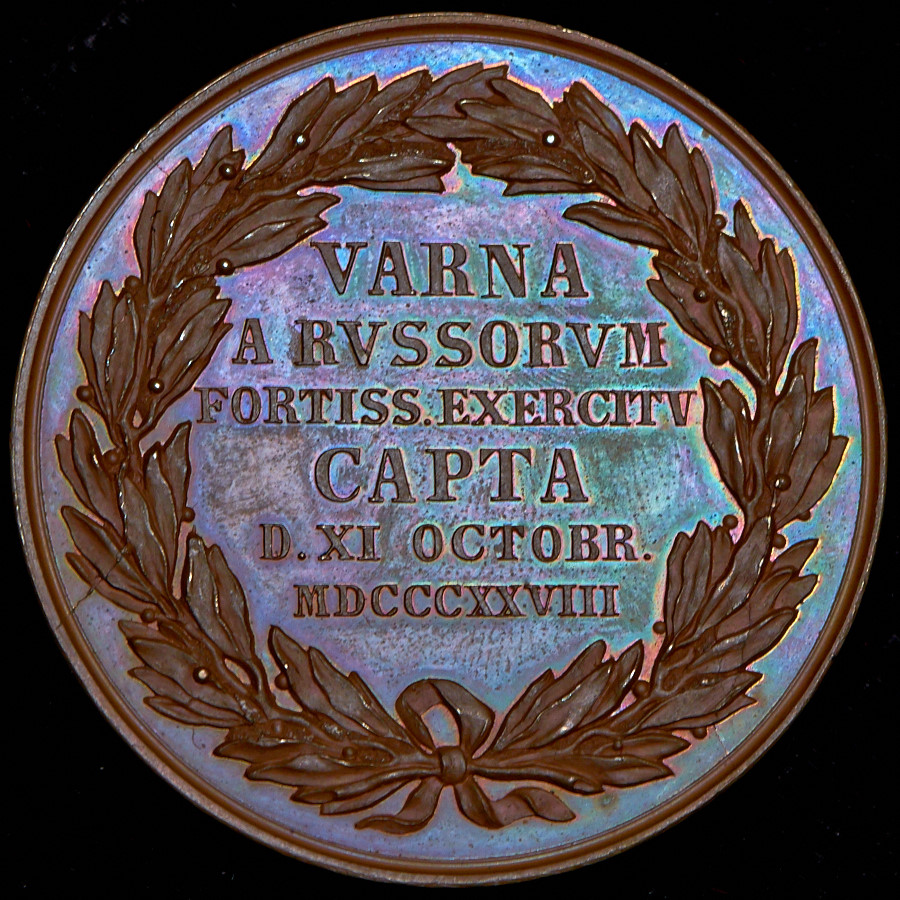 VARNA
A RVSSORVM
FORTISS. EXERCITV
CAPTA
D. XI OCTOBR.
MDCCCXXVIII